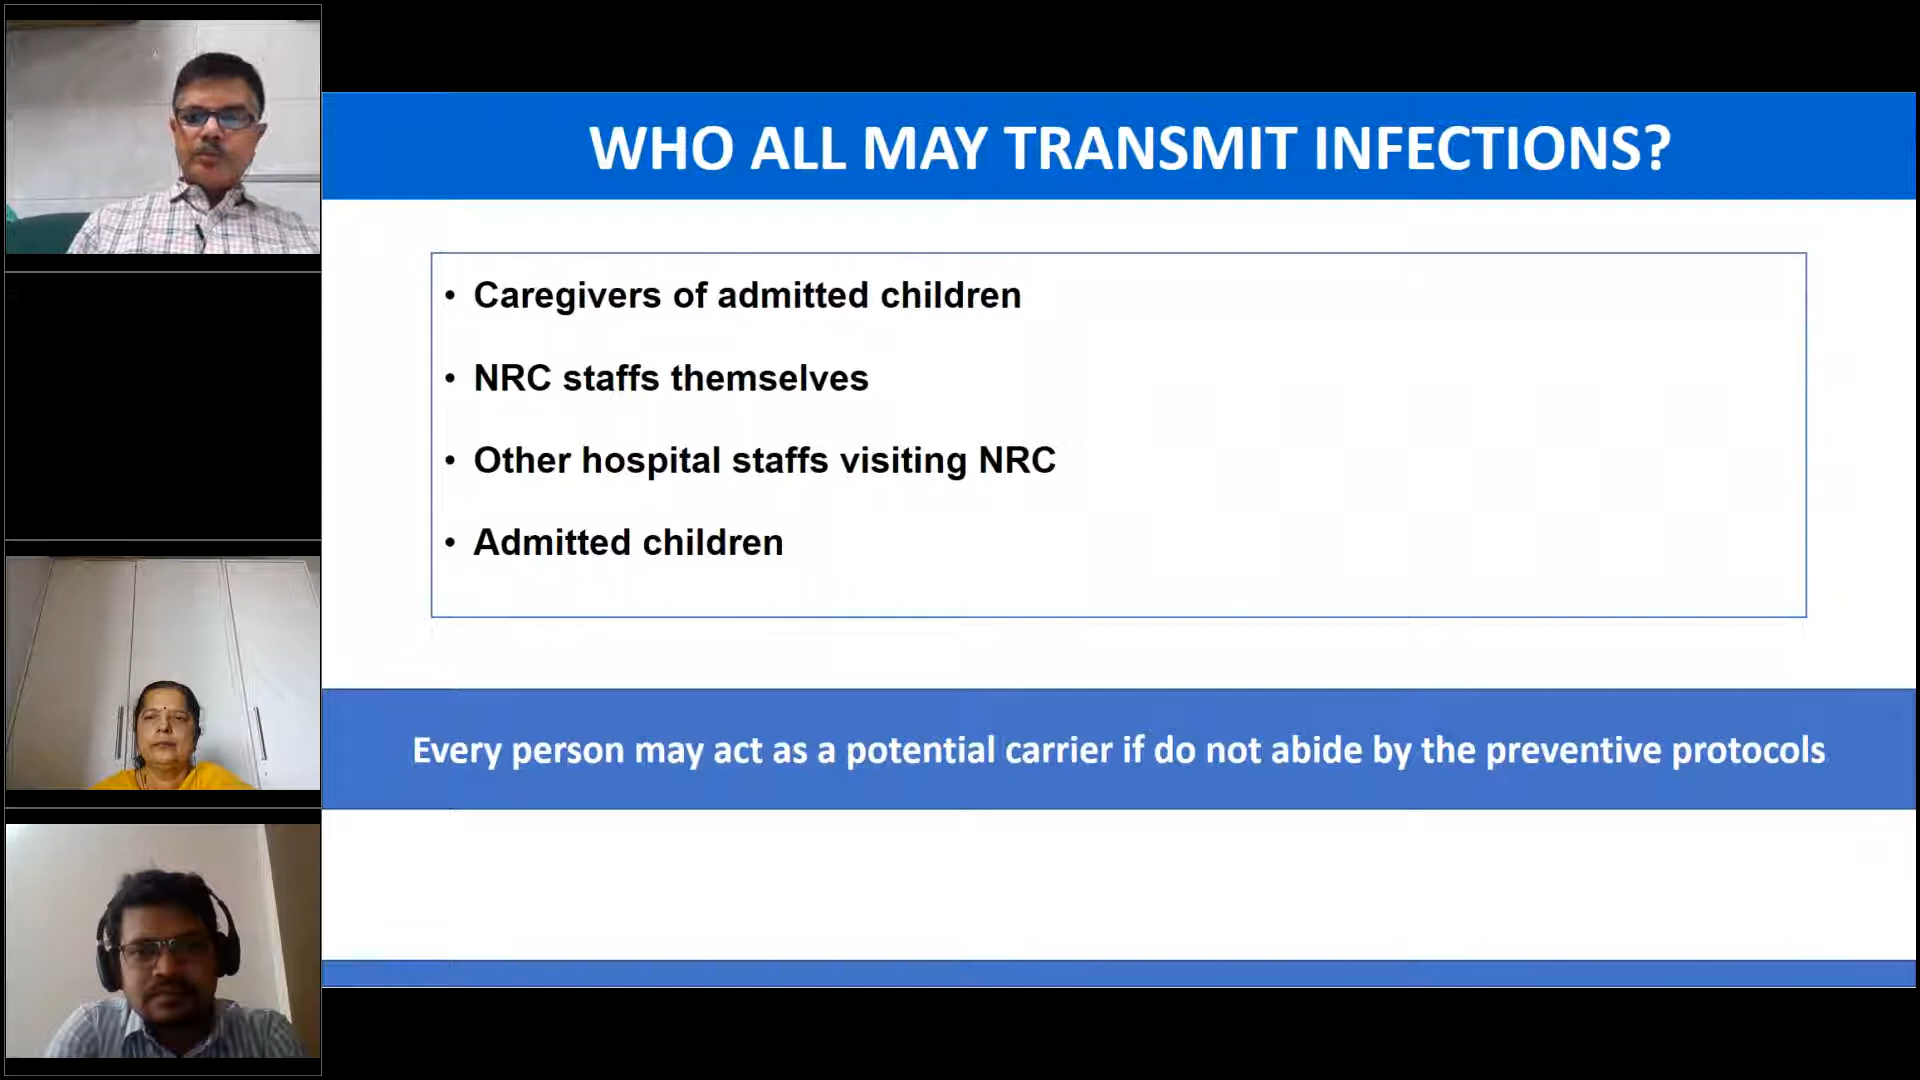 WHO ALL MAY TRANSMIT INFECTIONS?
• Caregivers of admitted children
• NRC staffs themselves
• Other hospital staffs visiting NRC
• Admitted children
Every person may act as a potential carrier if do not abide by the preventive protocols